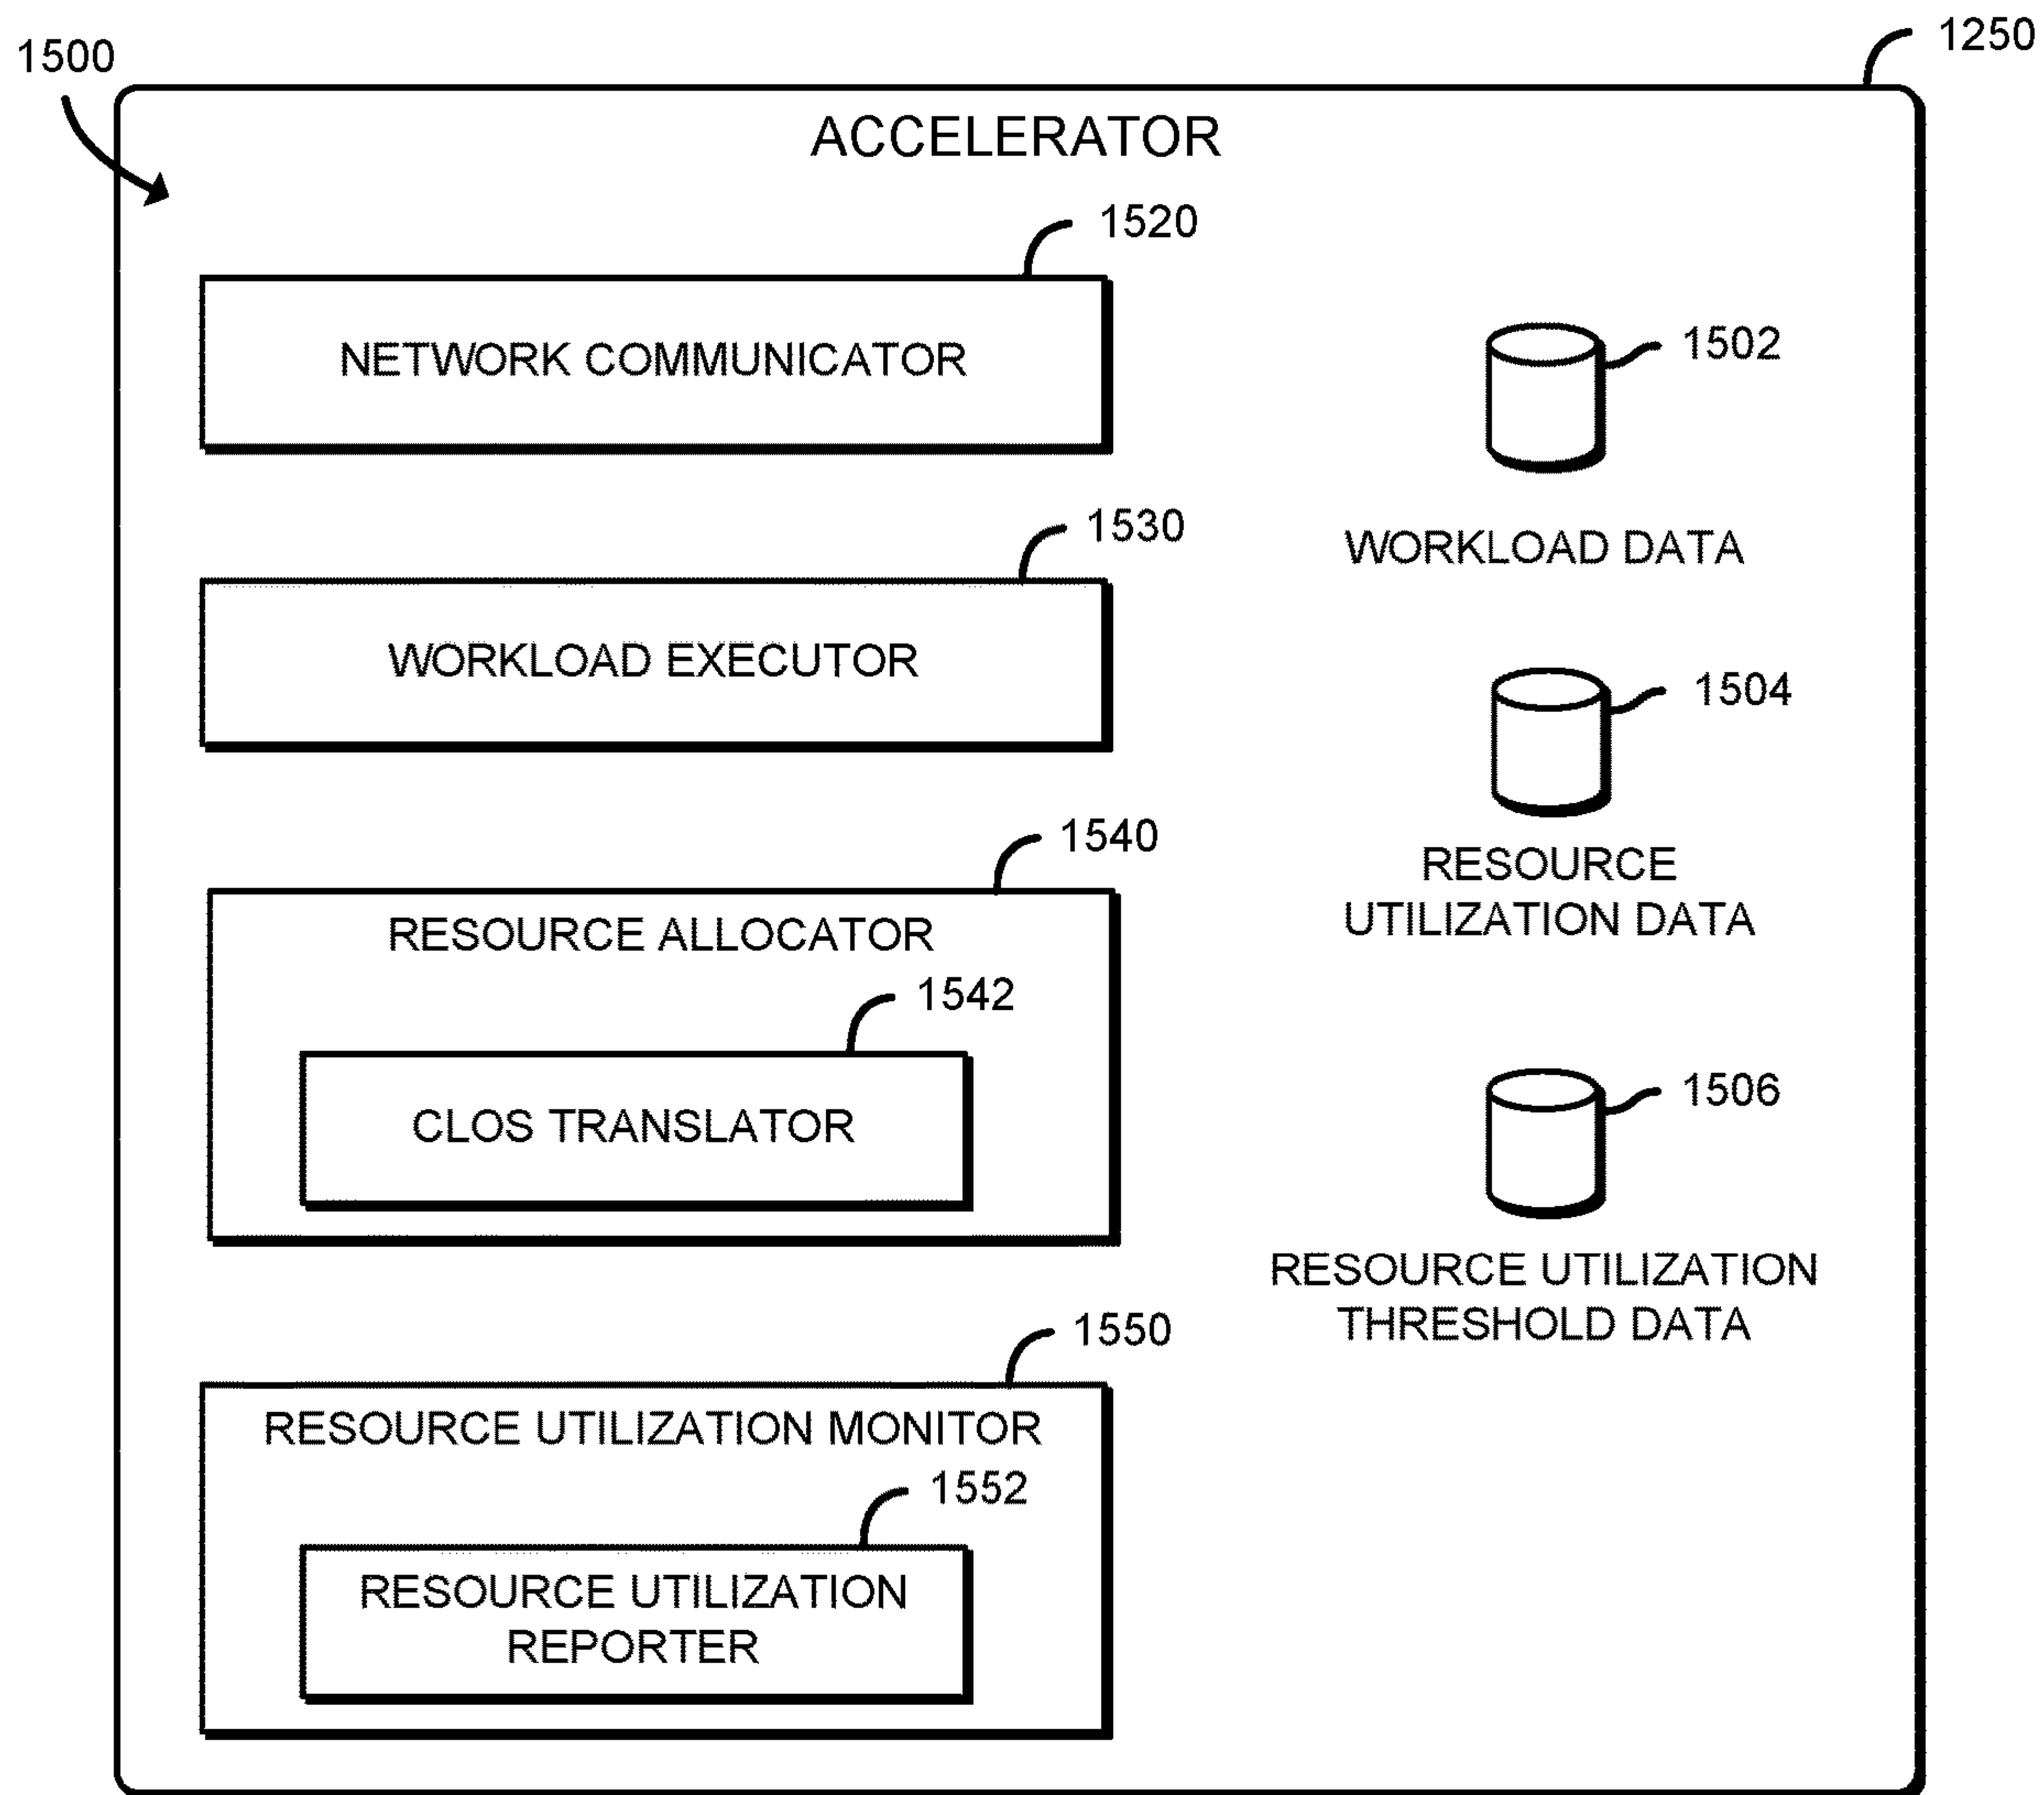 1500
1250
ACCELERATOR
1520
NETWORK COMMUNICATOR
1502
WORKLOAD DATA
1530
WORKLOAD EXECUTOR
1504
RESOURCE
UTILIZATION DATA
1540
RESOURCE ALLOCATOR
1542
CLOS TRANSLATOR
1506
RESOURCE UTILIZATION
THRESHOLD DATA
1550
RESOURCE UTILIZATION MONITOR
1552
RESOURCE UTILIZATION
REPORTER